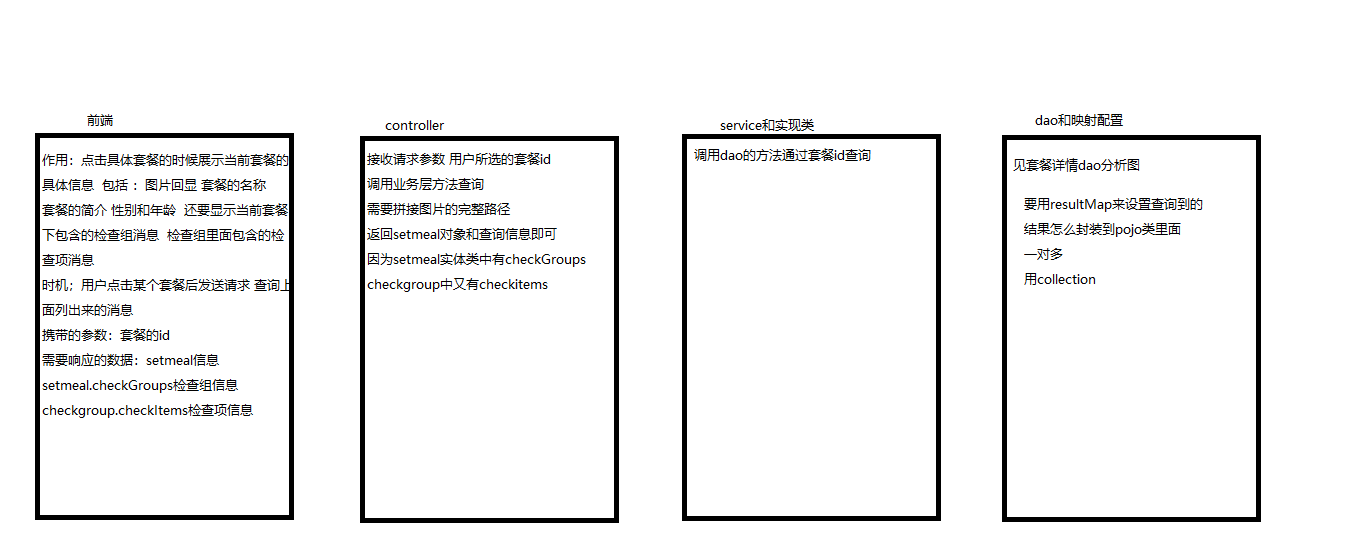 前端
作用：点击具体套餐的时候展示当前套餐的
具体信息 包括 ：图片回显 套餐的名称
套餐的简介 性别和年龄 还要显示当前套餐
下包含的检查组消息 检查组里面包含的检
查项消息
时机；用户点击某个套餐后发送请求 查询上
面列出来的消息
携带的参数：套餐的id
需要响应的数据：setmeal信息
setmeal.checkGroups检查组信息
checkgroup.checkItems检查项信息
controller
接收请求参数 用户所选的套餐id
调用业务层方法查询
需要拼接图片的完整路径
返回setmeal对象和查询信息即可
因为setmeal实体类中有checkGroups
checkgroup中又有checkitems
service和实现类
调用dao的方法通过套餐id查询
dao和映射配置
见套餐详情dao分析图
要用resultMap来设置查询到的
结果怎么封装到pojo类里面
一对多
用collection